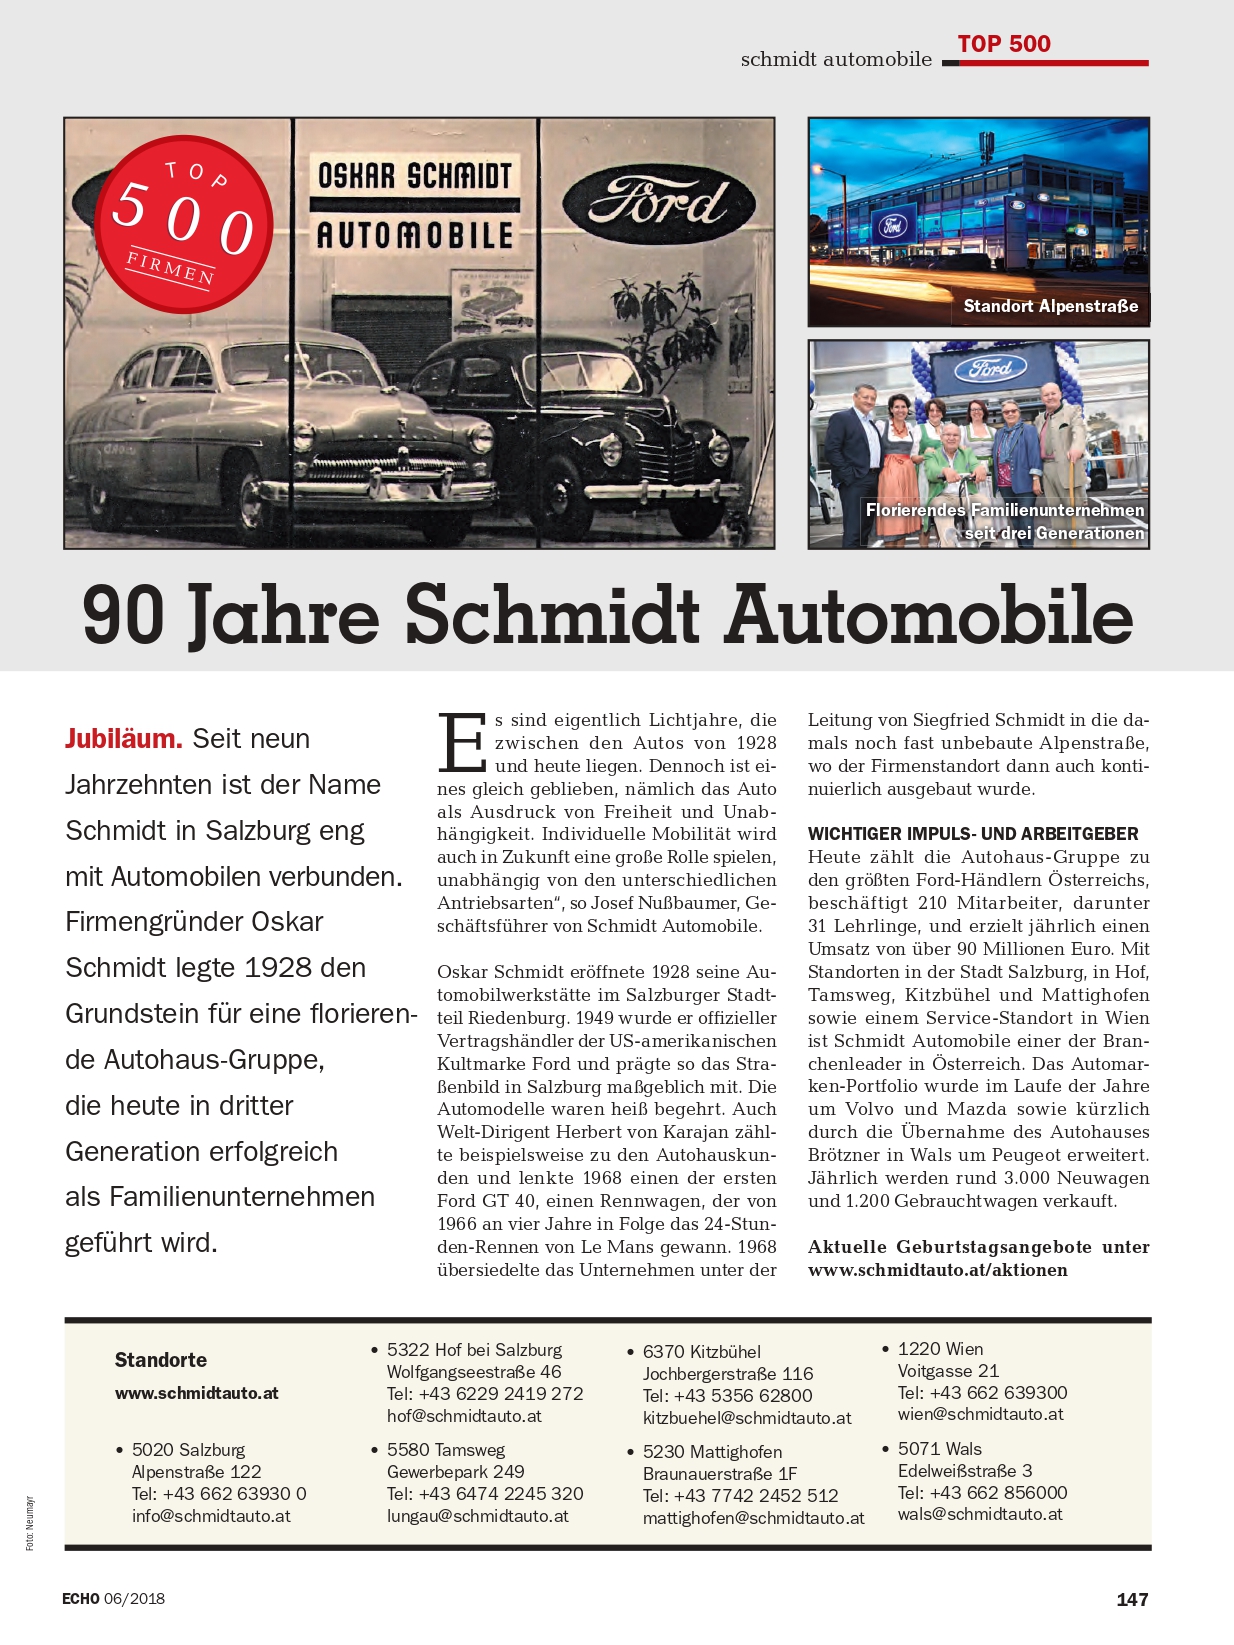 schmidt automobile
TOP 500
TOP
500
FIRMEN
OSKAR SCHMIDT
AUTOMOBILE
Ford
Ford
Standort Alpenstraße
Ford
Florierendes Familienunternehmen
seit drei Generationen
90 Jahre Schmidt Automobile
Jubiläum. Seit neun
Jahrzehnten ist der Name
Schmidt in Salzburg eng
mit Automobilen verbunden.
Firmengründer Oskar
Schmidt legte 1928 den
Grundstein für eine florieren-
de Autohaus-Gruppe,
die heute in dritter
Generation erfolgreich
als Familienunternehmen
geführt wird.
Es sind eigentlich Lichtjahre, die
zwischen den Autos von 1928
und heute liegen. Dennoch ist ei-
nes gleich geblieben, nämlich das Auto
als Ausdruck von Freiheit und Unab-
hängigkeit. Individuelle Mobilität wird
auch in Zukunft eine große Rolle spielen,
unabhängig von den unterschiedlichen
Antriebsarten“, so Josef Nußbaumer, Ge-
schäftsführer von Schmidt Automobile.
Oskar Schmidt eröffnete 1928 seine Au-
tomobilwerkstätte im Salzburger Stadt-
teil Riedenburg. 1949 wurde er offizieller
Vertragshändler der US-amerikanischen
Kultmarke Ford und prägte so das Stra-
ßenbild in Salzburg maßgeblich mit. Die
Automodelle waren heiß begehrt. Auch
Welt-Dirigent Herbert von Karajan zähl-
te beispielsweise zu den Autohauskun-
den und lenkte 1968 einen der ersten
Ford GT 40, einen Rennwagen, der von
1966 an vier Jahre in Folge das 24-Stun-
den-Rennen von Le Mans gewann. 1968
übersiedelte das Unternehmen unter der
Leitung von Siegfried Schmidt in die da-
mals noch fast unbebaute Alpenstraße,
wo der Firmenstandort dann auch konti-
nuierlich ausgebaut wurde.
WICHTIGER IMPULS- UND ARBEITGEBER
Heute zählt die Autohaus-Gruppe zu
den größten Ford-Händlern Österreichs,
beschäftigt 210 Mitarbeiter, darunter
31 Lehrlinge, und erzielt jährlich einen
Umsatz von über 90 Millionen Euro. Mit
Standorten in der Stadt Salzburg, in Hof,
Tamsweg, Kitzbühel und Mattighofen
sowie einem Service-Standort in Wien
ist Schmidt Automobile einer der Bran-
chenleader in Österreich. Das Automar-
ken-Portfolio wurde im Laufe der Jahre
um Volvo und Mazda sowie kürzlich
durch die Übernahme des Autohauses
Brötzner in Wals um Peugeot erweitert.
Jährlich werden rund 3.000 Neuwagen
und 1.200 Gebrauchtwagen verkauft.
Aktuelle Geburtstagsangebote unter
www.schmidtauto.at/aktionen
Standorte
www.schmidtauto.at
• 5020 Salzburg
Alpenstraße 122
Tel: +43 662 63930 0
info@schmidtauto.at
• 5322 Hof bei Salzburg
Wolfgangseestraße 46
Tel: +43 6229 2419 272
hof@schmidtauto.at
• 5580 Tamsweg
Gewerbepark 249
Tel: +43 6474 2245 320
lungau@schmidtauto.at
• 6370 Kitzbühel
Jochbergerstraße 116
Tel: +43 5356 62800
kitzbuehel@schmidtauto.at
• 5230 Mattighofen
Braunauerstraße 1F
Tel: +43 7742 2452 512
mattighofen@schmidtauto.at
• 1220 Wien
Voitgasse 21
Tel: +43 662 639300
wien@schmidtauto.at
• 5071 Wals
Edelweißstraße 3
Tel: +43 662 856000
wals@schmidtauto.at
Foto: Neumayr
ECHO 06/2018
147